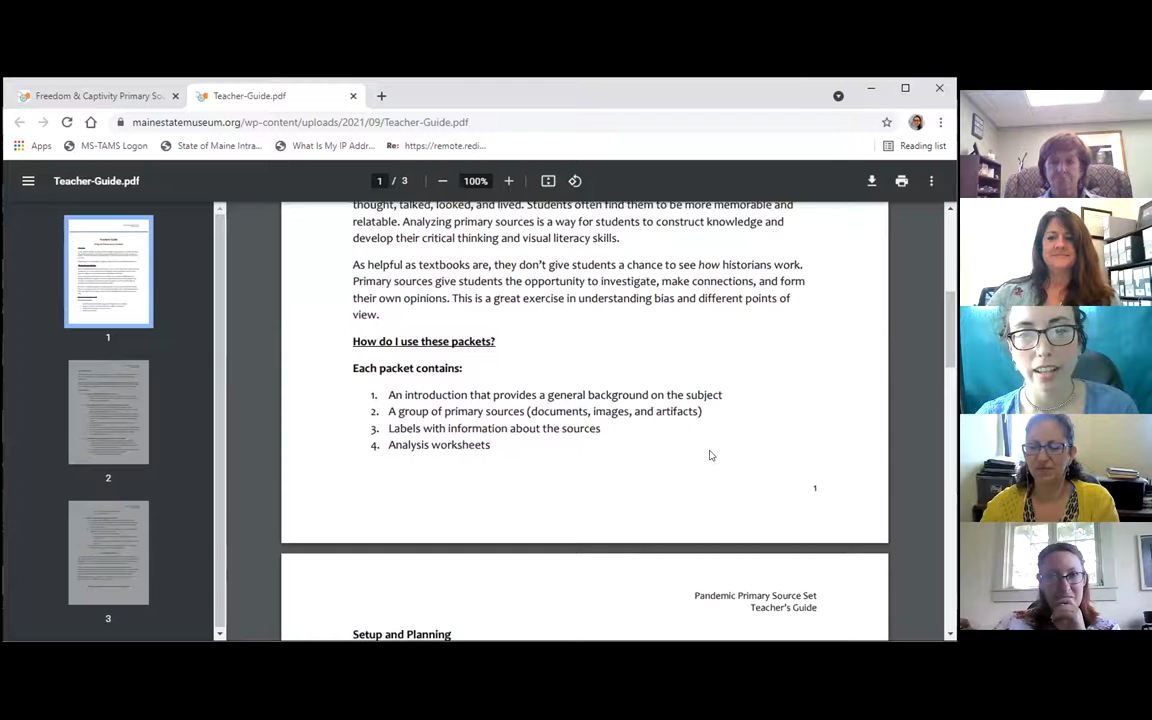 Freedom & Captivity Primary So
Teacher-Guide.pdf
mainestatemuseum.org/wp-content/uploads/2021/09/Teacher-Guide.pdf
Apps
MS-TAMS Logon
State of Maine Intra...
What Is My IP Addr...
Re: https://remote.redi...
Reading list
Teacher-Guide.pdf
1 / 3
100%
thought, talked, looked, and lived. Students often find them to be more memorable and
relatable. Analyzing primary sources is a way for students to construct knowledge and
develop their critical thinking and visual literacy skills.
As helpful as textbooks are, they don't give students a chance to see how historians work.
Primary sources give students the opportunity to investigate, make connections, and form
their own opinions. This is a great exercise in understanding bias and different points of
view.
How do I use these packets?
Each packet contains:
1. An introduction that provides a general background on the subject
2. A group of primary sources (documents, images, and artifacts)
3. Labels with information about the sources
4. Analysis worksheets
1
Pandemic Primary Source Set
Teacher's Guide
Setup and Planning
1
2
3